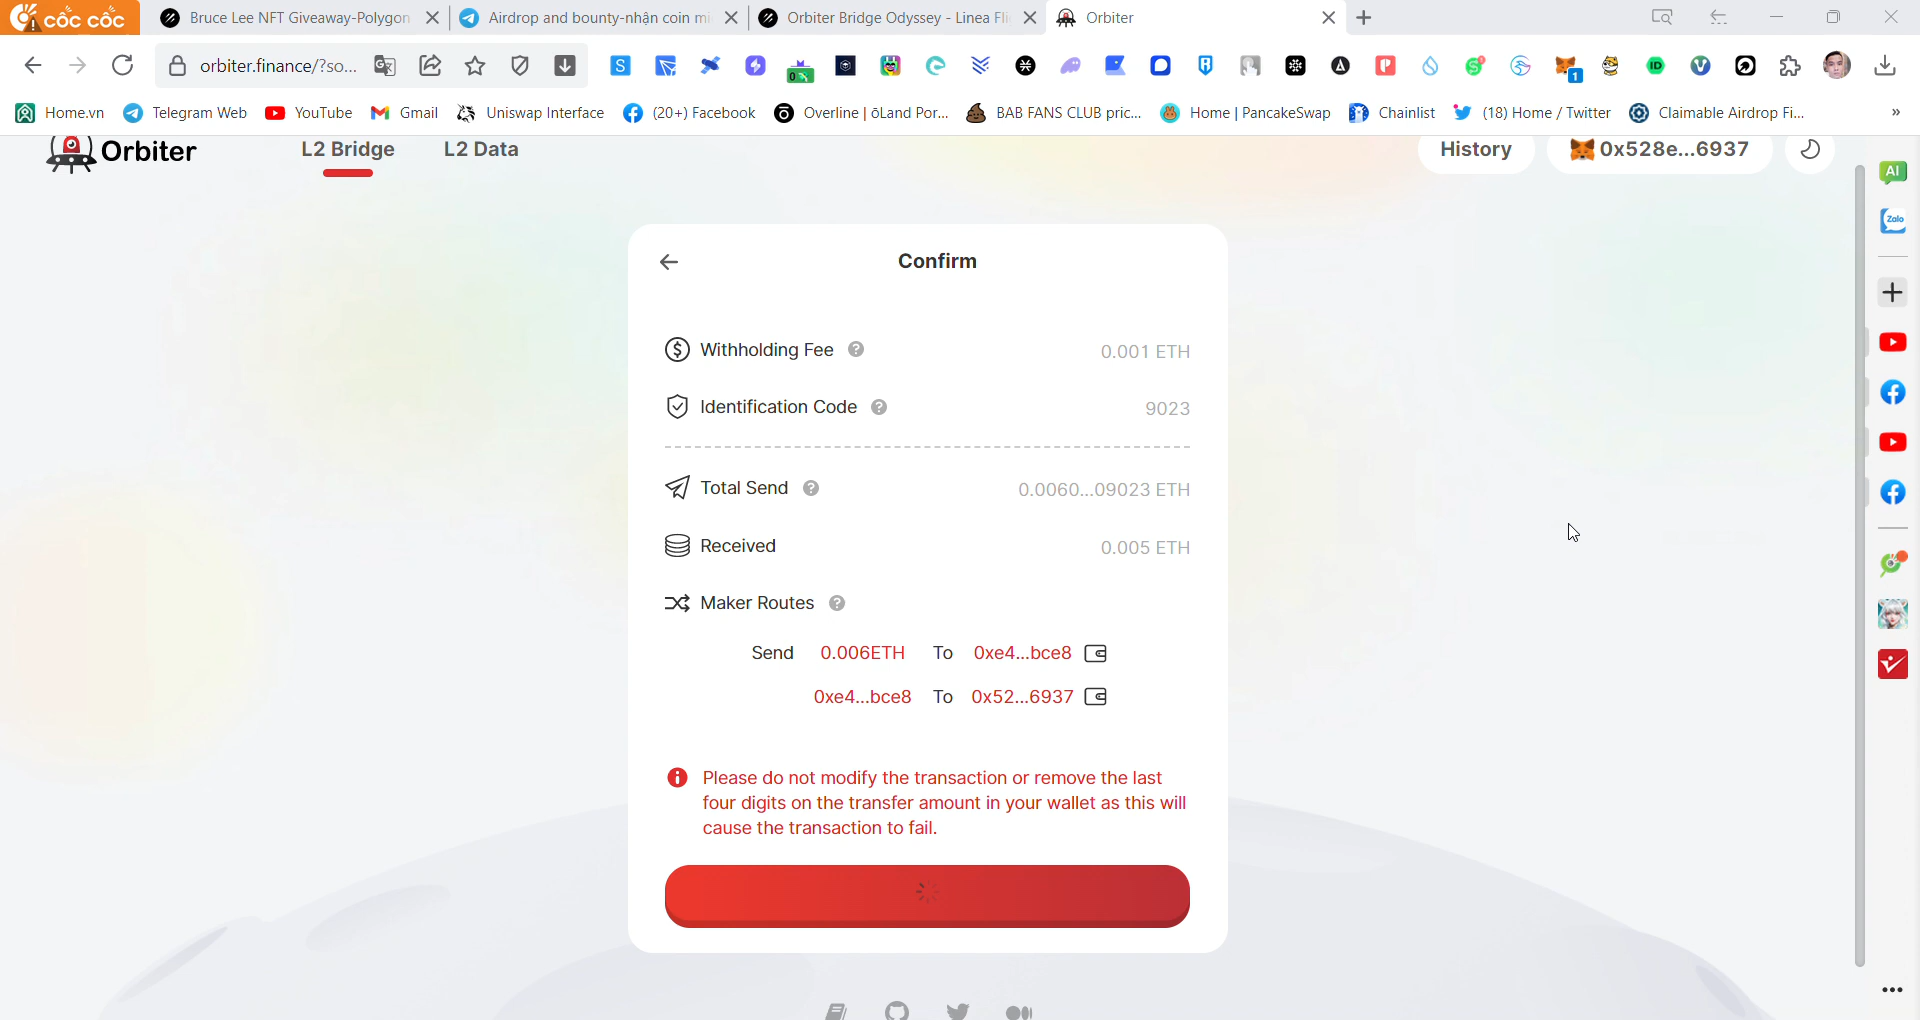 cốc cốc
Bruce Lee NFT Giveaway-Polygon
Airdrop and bounty-nhận coin mi
Orbiter Bridge Odyssey - Linea Fli
Orbiter
orbiter.finance/?so...
0
1
Home.vn
Telegram Web
YouTube
Gmail
Uniswap Interface
(20+) Facebook
Overline | ōLand Por...
BAB FANS CLUB pric...
Home | PancakeSwap
Chainlist
(18) Home / Twitter
Claimable Airdrop Fi...
»
Orbiter
L2 Bridge
L2 Data
History
0x528e...6937
AI
Zalo
Confirm
Withholding Fee ?
0.001 ETH
Identification Code ?
9023
Total Send ?
0.0060...09023 ETH
Received
0.005 ETH
Maker Routes ?
Send 0.006ETH To 0xe4...bce8
0xe4...bce8 To 0x52...6937
Please do not modify the transaction or remove the last
four digits on the transfer amount in your wallet as this will
cause the transaction to fail.